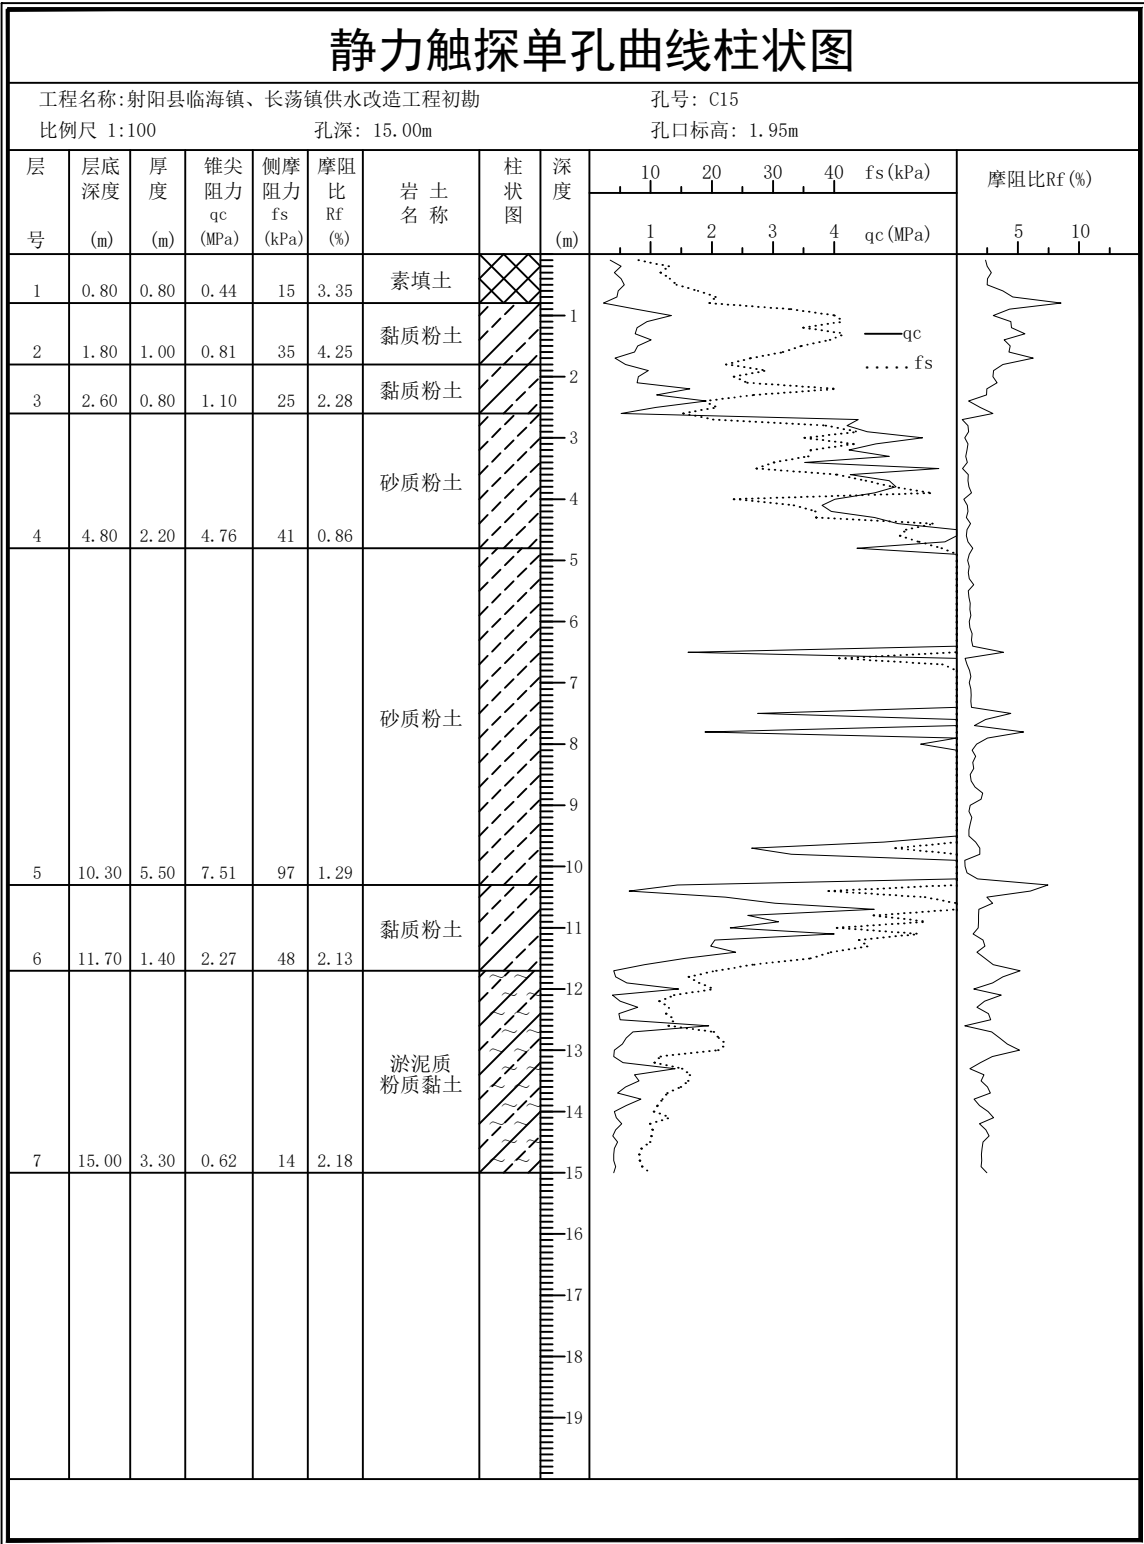 静力触探单孔曲线柱状图
工程名称:射阳县临海镇、长荡镇供水改造工程初勘 孔号: C15
比例尺 1:100 孔深: 15.00m 孔口标高: 1.95m
层号 层底深度 (m) 厚度 (m) 锥尖阻力 qc (MPa) 侧摩阻力 fs (kPa) 摩阻比 Rf (%) 岩土名称 柱状图 深度 (m)
10 20 30 40 fs(kPa)
1 2 3 4 qc(MPa)
摩阻比Rf(%)
5 10
qc
fs
1 0.80 0.80 0.44 15 3.35 素填土
2 1.80 1.00 0.81 35 4.25 黏质粉土
3 2.60 0.80 1.10 25 2.28 黏质粉土
4 4.80 2.20 4.76 41 0.86 砂质粉土
5 10.30 5.50 7.51 97 1.29 砂质粉土
6 11.70 1.40 2.27 48 2.13 黏质粉土
7 15.00 3.30 0.62 14 2.18 淤泥质粉质黏土
1
2
3
4
5
6
7
8
9
10
11
12
13
14
15
16
17
18
19